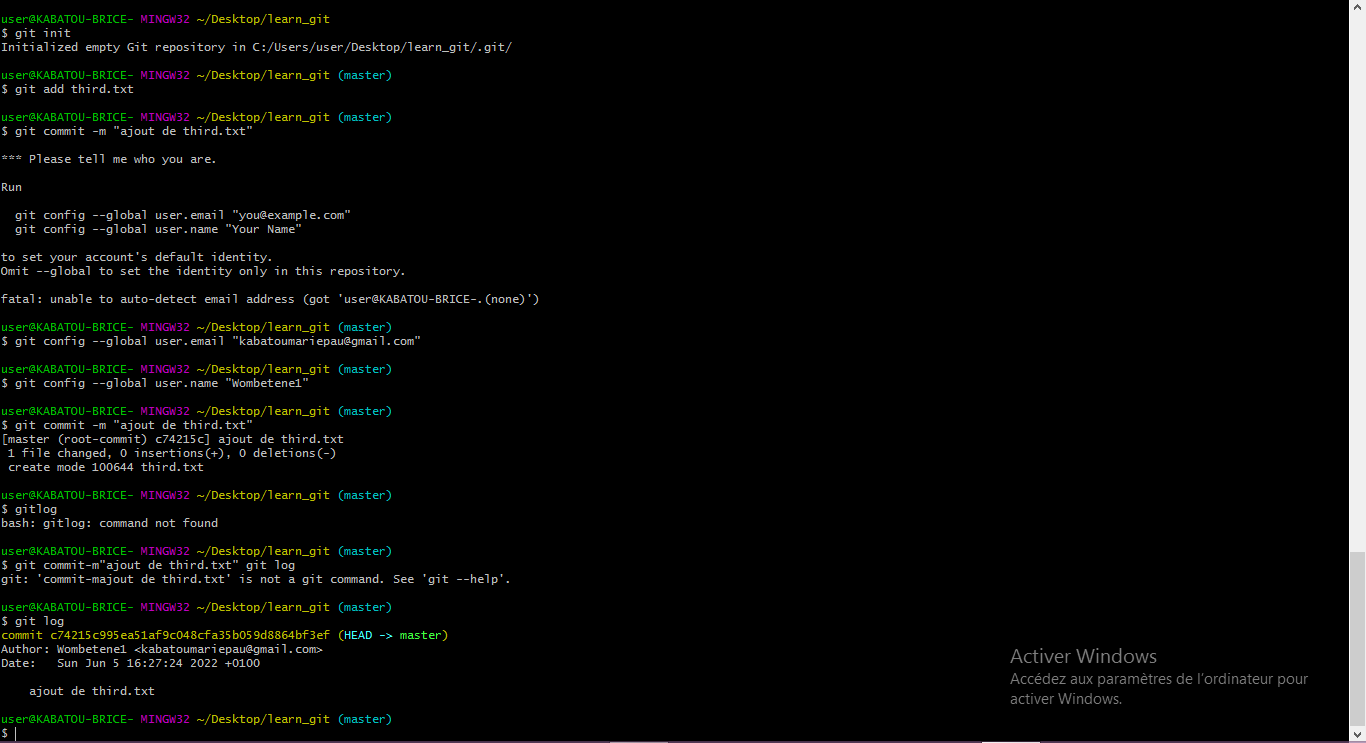 user@KABATOU-BRICE- MINGW32 ~/Desktop/learn_git
$ git init
Initialized empty Git repository in C:/Users/user/Desktop/learn_git/.git/
user@KABATOU-BRICE- MINGW32 ~/Desktop/learn_git (master)
$ git add third.txt
user@KABATOU-BRICE- MINGW32 ~/Desktop/learn_git (master)
$ git commit -m "ajout de third.txt"
*** Please tell me who you are.
Run
  git config --global user.email "you@example.com"
  git config --global user.name "Your Name"
to set your account's default identity.
Omit --global to set the identity only in this repository.
fatal: unable to auto-detect email address (got 'user@KABATOU-BRICE-.(none)')
user@KABATOU-BRICE- MINGW32 ~/Desktop/learn_git (master)
$ git config --global user.email "kabatoumariepau@gmail.com"
user@KABATOU-BRICE- MINGW32 ~/Desktop/learn_git (master)
$ git config --global user.name "Wombetene1"
user@KABATOU-BRICE- MINGW32 ~/Desktop/learn_git (master)
$ git commit -m "ajout de third.txt"
[master (root-commit) c74215c] ajout de third.txt
 1 file changed, 0 insertions(+), 0 deletions(-)
 create mode 100644 third.txt
user@KABATOU-BRICE- MINGW32 ~/Desktop/learn_git (master)
$ gitlog
bash: gitlog: command not found
user@KABATOU-BRICE- MINGW32 ~/Desktop/learn_git (master)
$ git commit-m"ajout de third.txt" git log
git: 'commit-majout de third.txt' is not a git command. See 'git --help'.
user@KABATOU-BRICE- MINGW32 ~/Desktop/learn_git (master)
$ git log
commit c74215c995ea51af9c048cfa35b059d8864bf3ef (HEAD -> master)
Author: Wombetene1 <kabatoumariepau@gmail.com>
Date:   Sun Jun 5 16:27:24 2022 +0100
    ajout de third.txt
user@KABATOU-BRICE- MINGW32 ~/Desktop/learn_git (master)
$
Activer Windows
Accédez aux paramètres de l'ordinateur pour
activer Windows.